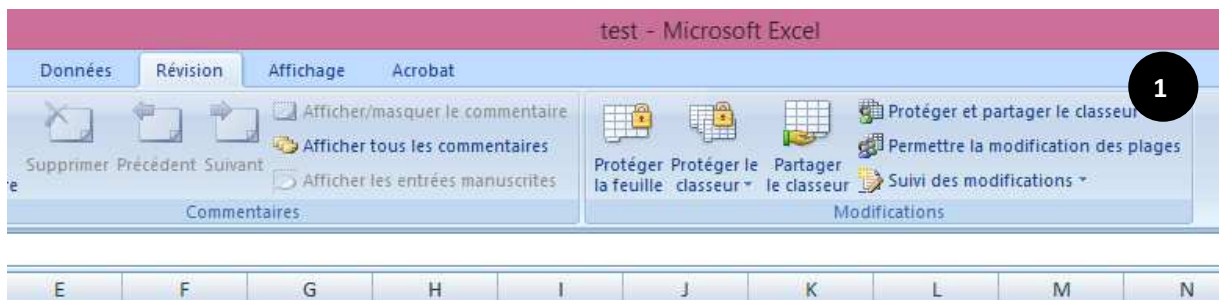 test - Microsoft Excel
Données Révision Affichage Acrobat
1
Supprimer Précédent Suivant
Afficher/masquer le commentaire
Afficher tous les commentaires
Afficher les entrées manuscrites
re
Commentaires
Protéger
la feuille
Protéger le
classeur
Partager
le classeur
Protéger et partager le classeur
Permettre la modification des plages
Suivi des modifications
Modifications
E F G H I J K L M N